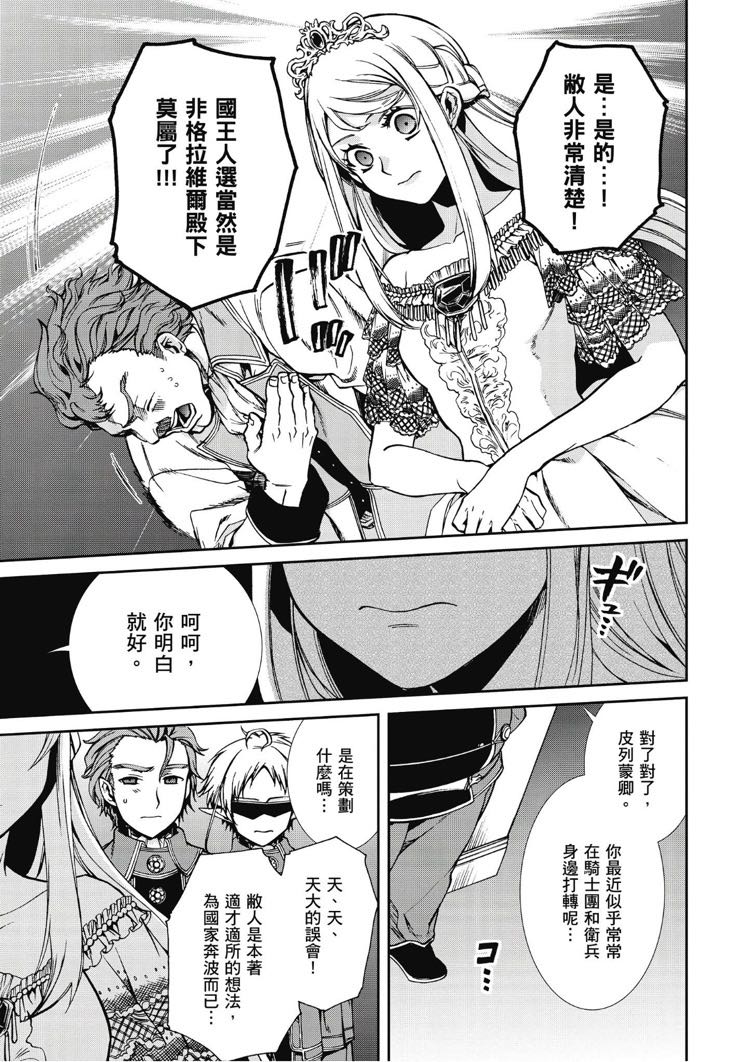 是…是的…！
敝人非常清楚！
國王人選當然是
非格拉維爾殿下
莫屬了!!!
ギュ…
呵呵，
你明白
就好。
對了對了，
皮列蒙卿。
你最近似乎常常
在騎士團和衛兵
身邊打轉呢…
コ…
是在策劃
什麼嗎…
天、天、
天大的誤會！
敝人是本著
適才適所的想法，
為國家奔波而已…